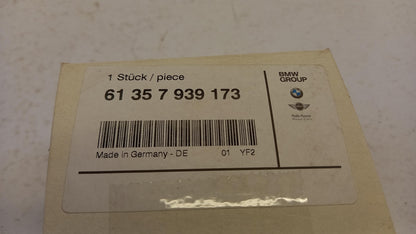 1 Stück / piece
BMW
GROUP
61 35 7 939 173
Made in Germany - DE 01 YF2